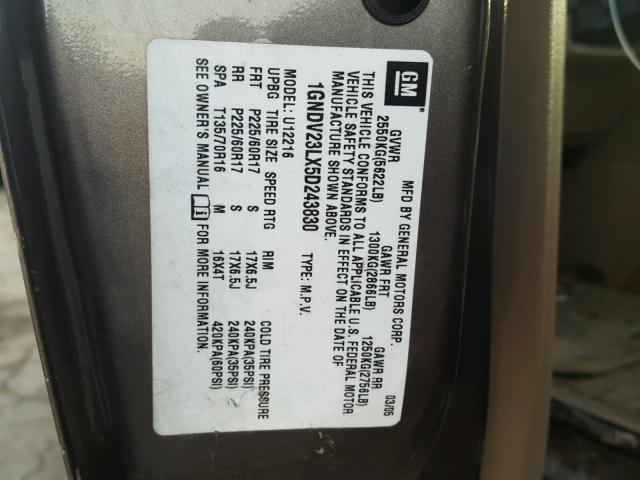 GM
MFD BY GENERAL MOTORS CORP. 03/05
GVWR GAWR FRT GAWR RR
2550KG(5622LB) 1300KG(2866LB) 1250KG(2756LB)
THIS VEHICLE CONFORMS TO ALL APPLICABLE U.S. FEDERAL MOTOR
VEHICLE SAFETY STANDARDS IN EFFECT ON THE DATE OF
MANUFACTURE SHOWN ABOVE.
1GNDV23LX5D243830 TYPE: M.P.V.
MODEL: U12216
UPBG TIRE SIZE SPEED RTG RIM COLD TIRE PRESSURE
FRT P225/60R17 S 17X6.5J 240KPA(35PSI)
RR P225/60R17 S 17X6.5J 240KPA(35PSI)
SPA T135/70R16 M 16X4T 420KPA(60PSI)
SEE OWNER'S MANUAL FOR MORE INFORMATION.